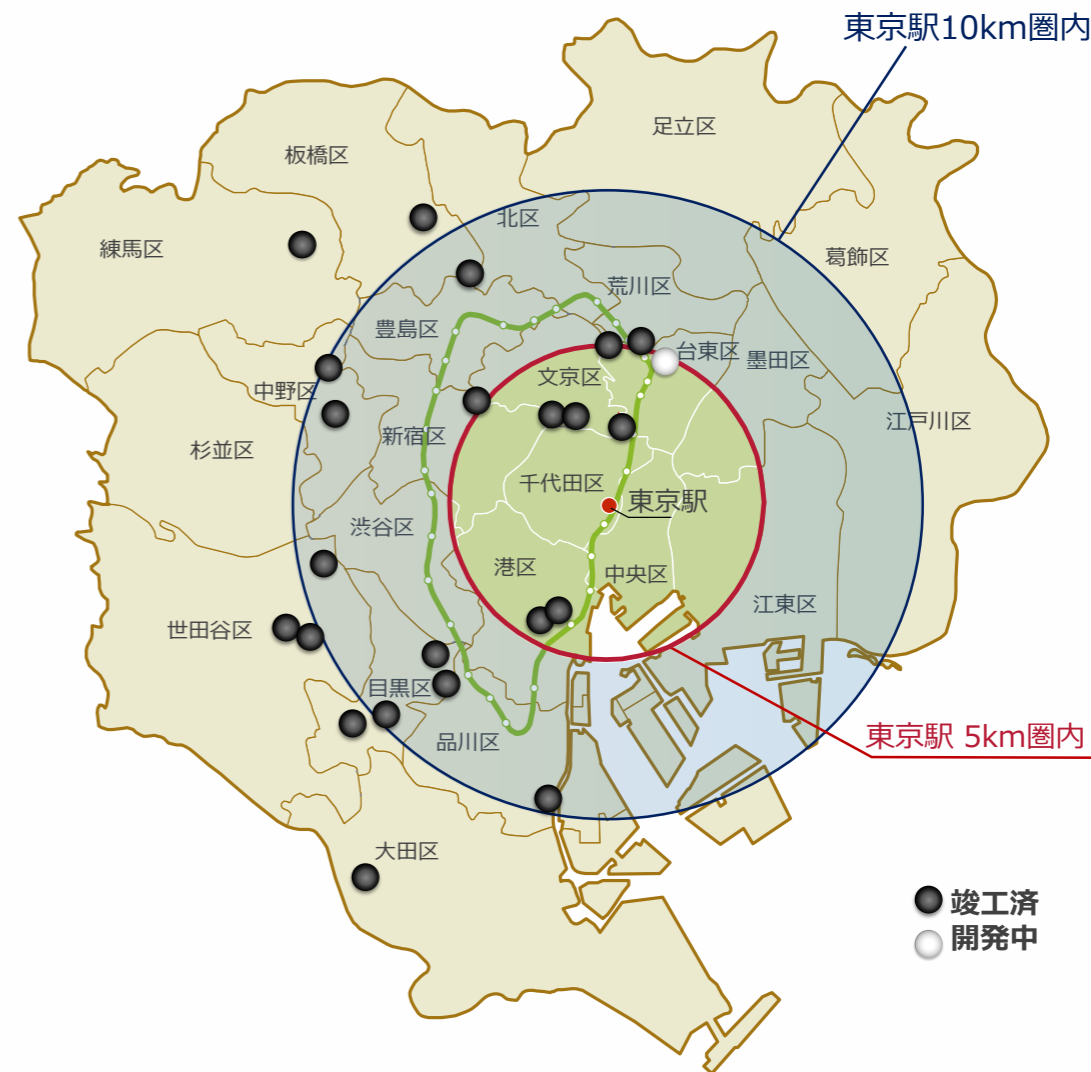 東京駅10km圏内
足立区
板橋区
北区
練馬区
葛飾区
荒川区
豊島区
台東区
墨田区
文京区
中野区
江戸川区
新宿区
杉並区
千代田区
東京駅
渋谷区
港区
中央区
江東区
世田谷区
目黒区
東京駅 5km圏内
品川区
大田区
竣工済
開発中